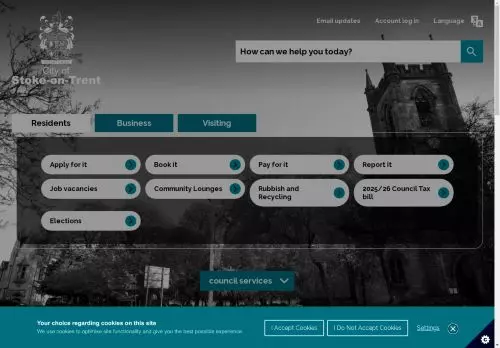 Email updates
Account log in
Language
City of
Stoke-on-Trent
How can we help you today?
Residents
Business
Visiting
Apply for it
Book it
Pay for it
Report it
Job vacancies
Community Lounges
Rubbish and
Recycling
2025/26 Council Tax
bill
Elections
council services
Your choice regarding cookies on this site
We use cookies to optimise site functionality and give you the best possible experience.
I Accept Cookies
I Do Not Accept Cookies
Settings